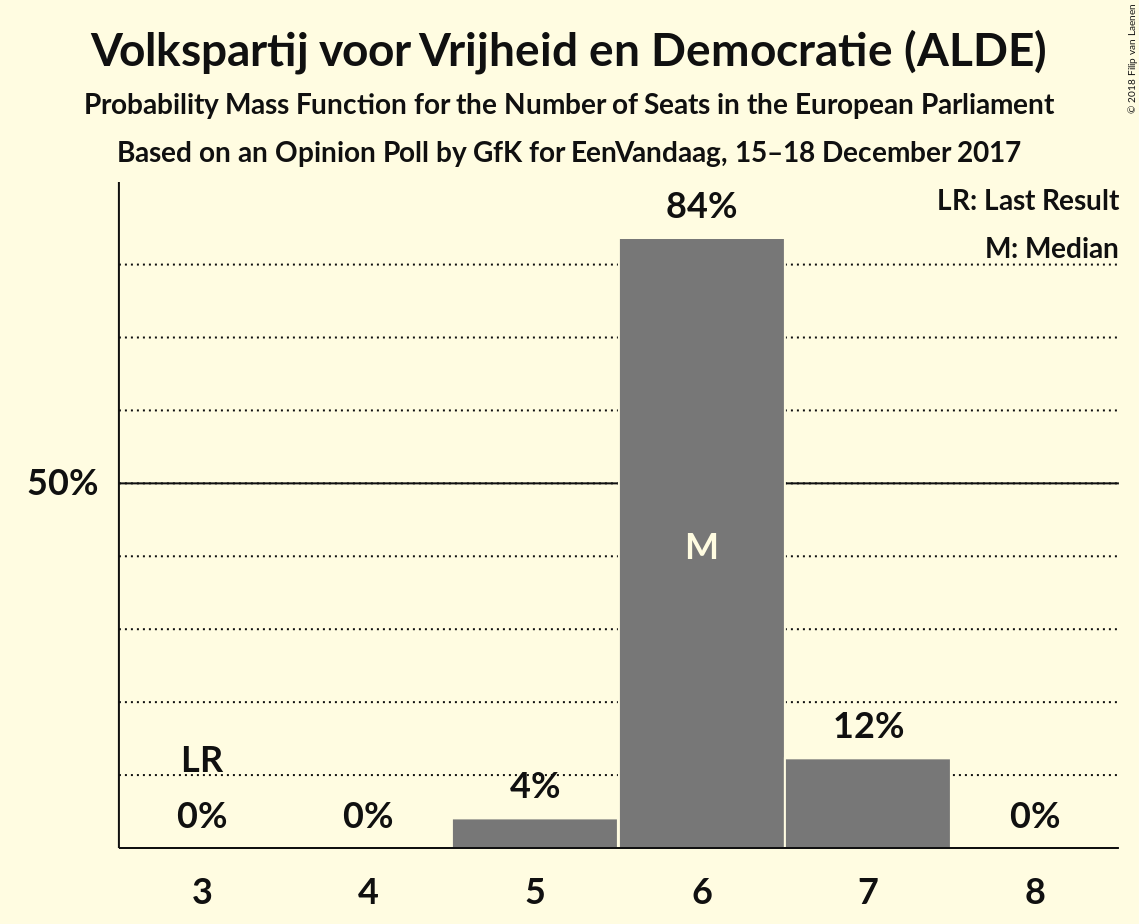 Volkspartij voor Vrijheid en Democratie (ALDE)
Probability Mass Function for the Number of Seats in the European Parliament
Based on an Opinion Poll by GfK for EenVandaag, 15–18 December 2017
© 2018 Filip van Laenen
LR: Last Result
M: Median
84%
50%
M
12%
LR
4%
0%
0%
0%
3
4
5
6
7
8